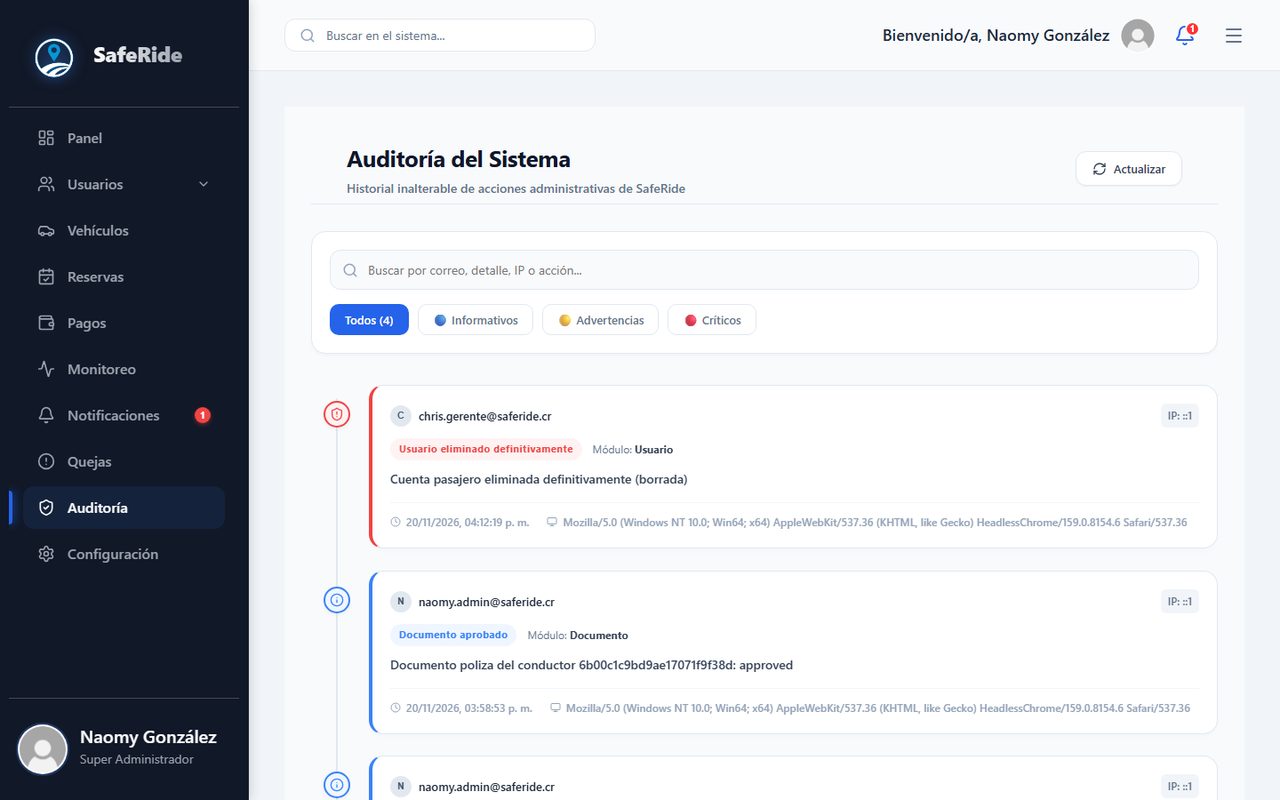 SafeRide
Buscar en el sistema...
Bienvenido/a, Naomy González
1
Panel
Usuarios
Vehículos
Reservas
Pagos
Monitoreo
Notificaciones 1
Quejas
Auditoría
Configuración
Naomy González
Super Administrador
Auditoría del Sistema
Historial inalterable de acciones administrativas de SafeRide
Actualizar
Buscar por correo, detalle, IP o acción...
Todos (4) Informativos Advertencias Críticos
C chris.gerente@saferide.cr IP: ::1
Usuario eliminado definitivamente Módulo: Usuario
Cuenta pasajero eliminada definitivamente (borrada)
20/11/2026, 04:12:19 p. m. Mozilla/5.0 (Windows NT 10.0; Win64; x64) AppleWebKit/537.36 (KHTML, like Gecko) HeadlessChrome/159.0.8154.6 Safari/537.36
N naomy.admin@saferide.cr IP: ::1
Documento aprobado Módulo: Documento
Documento poliza del conductor 6b00c1c9bd9ae17071f9f38d: approved
20/11/2026, 03:58:53 p. m. Mozilla/5.0 (Windows NT 10.0; Win64; x64) AppleWebKit/537.36 (KHTML, like Gecko) HeadlessChrome/159.0.8154.6 Safari/537.36
N naomy.admin@saferide.cr IP: ::1